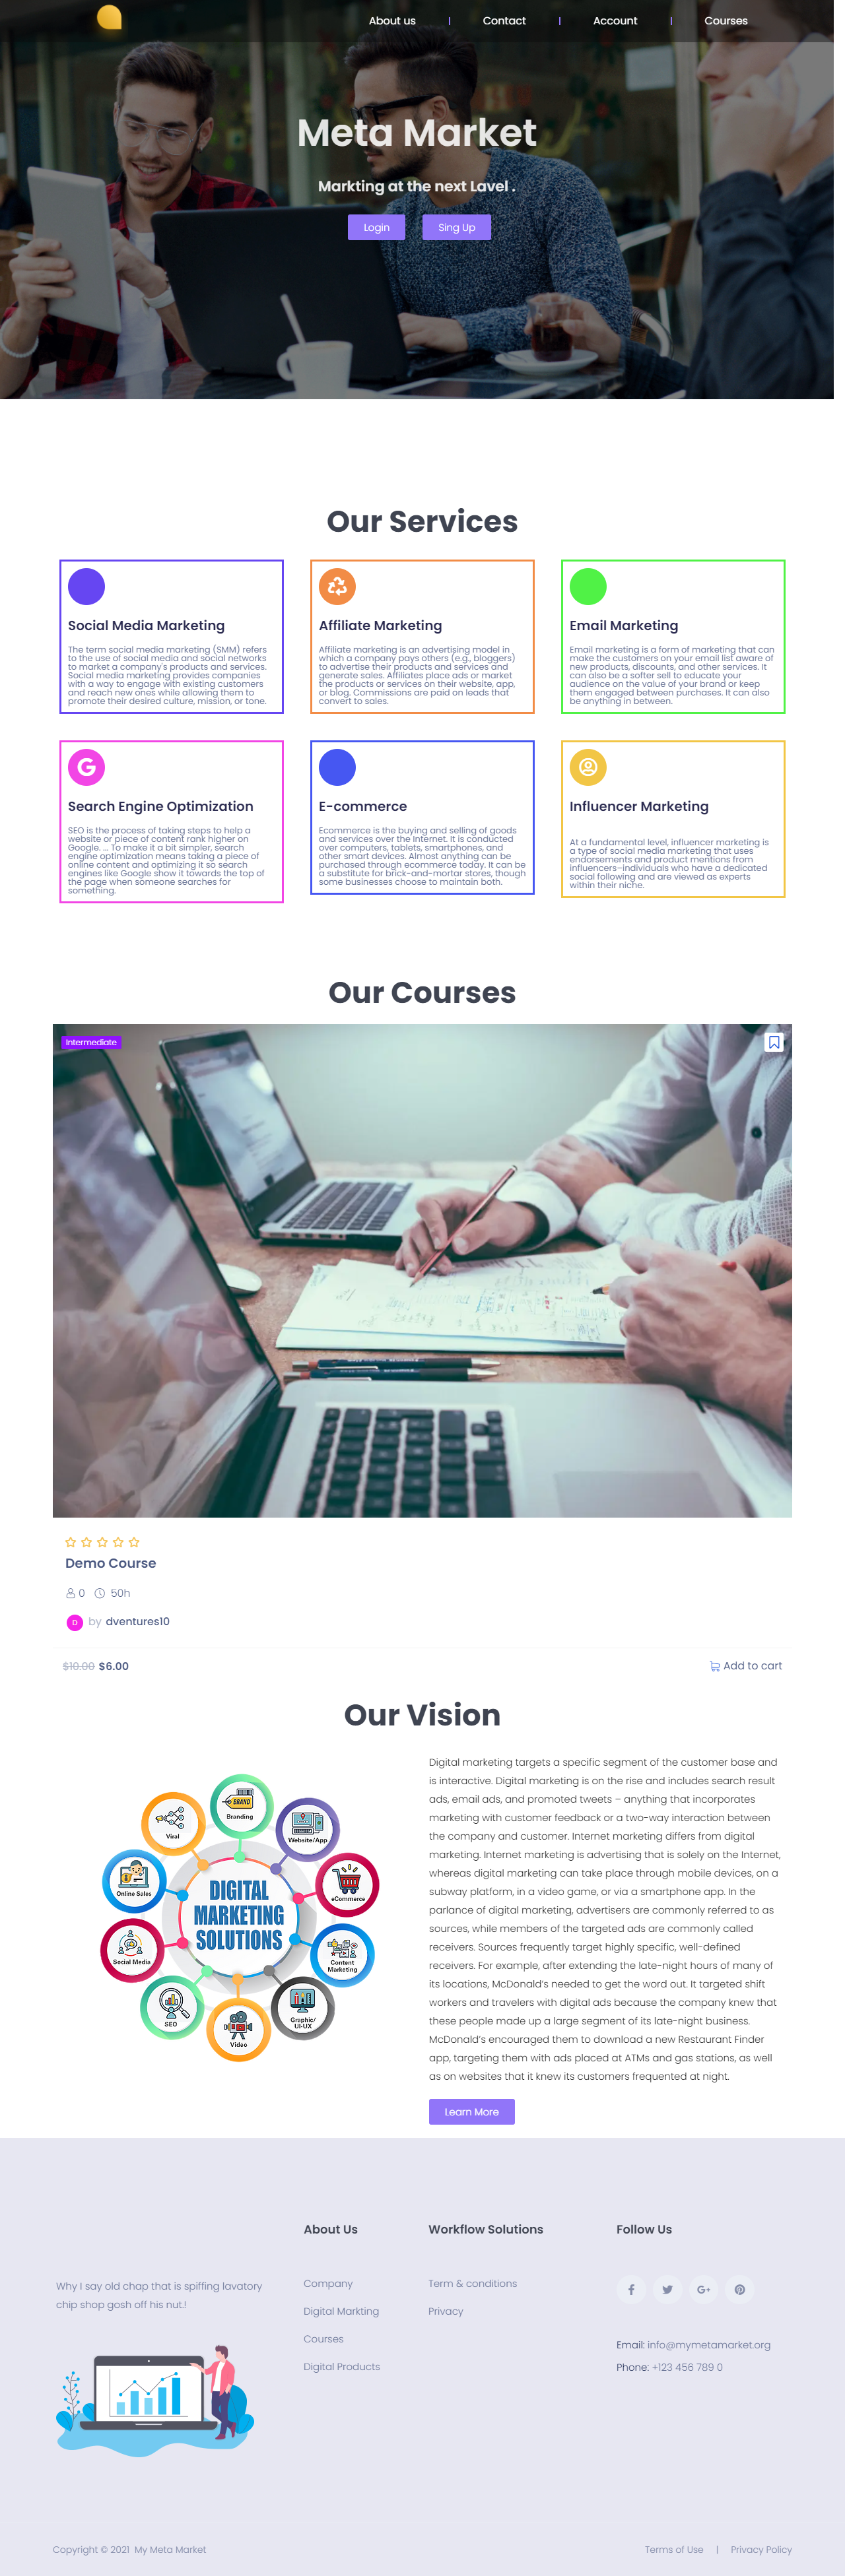 About us | Contact | Account | Courses
Meta Market
Markting at the next Lavel .
Login
Sing Up
Our Services
Social Media Marketing
The term social media marketing (SMM) refers
to the use of social media and social networks
to market a company's products and services.
Social media marketing provides companies
with a way to engage with existing customers
and reach new ones while allowing them to
promote their desired culture, mission, or tone.
Affiliate Marketing
Affiliate marketing is an advertising model in
which a company pays others (e.g., bloggers)
to advertise their products and services and
generate sales. Affiliates place ads or market
the products or services on their website, app,
or blog. Commissions are paid on leads that
convert to sales.
Email Marketing
Email marketing is a form of marketing that can
make the customers on your email list aware of
new products, discounts, and other services. It
can also be a softer sell to educate your
audience on the value of your brand or keep
them engaged between purchases. It can also
be anything in between.
Search Engine Optimization
SEO is the process of taking steps to help a
website or piece of content rank higher on
Google. ... To make it a bit simpler, search
engine optimization means taking a piece of
online content and optimizing it so search
engines like Google show it towards the top of
the page when someone searches for
something.
E-commerce
Ecommerce is the buying and selling of goods
and services over the Internet. It is conducted
over computers, tablets, smartphones, and
other smart devices. Almost anything can be
purchased through ecommerce today. It can be
a substitute for brick-and-mortar stores, though
some businesses choose to maintain both.
Influencer Marketing
At a fundamental level, influencer marketing is
a type of social media marketing that uses
endorsements and product mentions from
influencers–individuals who have a dedicated
social following and are viewed as experts
within their niche.
Our Courses
Intermediate
Demo Course
0 50h
D by dventures10
$10.00 $6.00
Add to cart
Our Vision
BRAND
Branding
Website/App
eCommerce
Content
Marketing
Graphic/
UI-UX
Video
SEO
Social Media
Online Sales
Viral
DIGITAL
MARKETING
SOLUTIONS
Digital marketing targets a specific segment of the customer base and
is interactive. Digital marketing is on the rise and includes search result
ads, email ads, and promoted tweets – anything that incorporates
marketing with customer feedback or a two-way interaction between
the company and customer. Internet marketing differs from digital
marketing. Internet marketing is advertising that is solely on the Internet,
whereas digital marketing can take place through mobile devices, on a
subway platform, in a video game, or via a smartphone app. In the
parlance of digital marketing, advertisers are commonly referred to as
sources, while members of the targeted ads are commonly called
receivers. Sources frequently target highly specific, well-defined
receivers. For example, after extending the late-night hours of many of
its locations, McDonald's needed to get the word out. It targeted shift
workers and travelers with digital ads because the company knew that
these people made up a large segment of its late-night business.
McDonald's encouraged them to download a new Restaurant Finder
app, targeting them with ads placed at ATMs and gas stations, as well
as on websites that it knew its customers frequented at night.
Learn More
Why I say old chap that is spiffing lavatory
chip shop gosh off his nut.!
About Us
Company
Digital Markting
Courses
Digital Products
Workflow Solutions
Term & conditions
Privacy
Follow Us
Email: info@mymetamarket.org
Phone: +123 456 789 0
Copyright © 2021 My Meta Market
Terms of Use | Privacy Policy